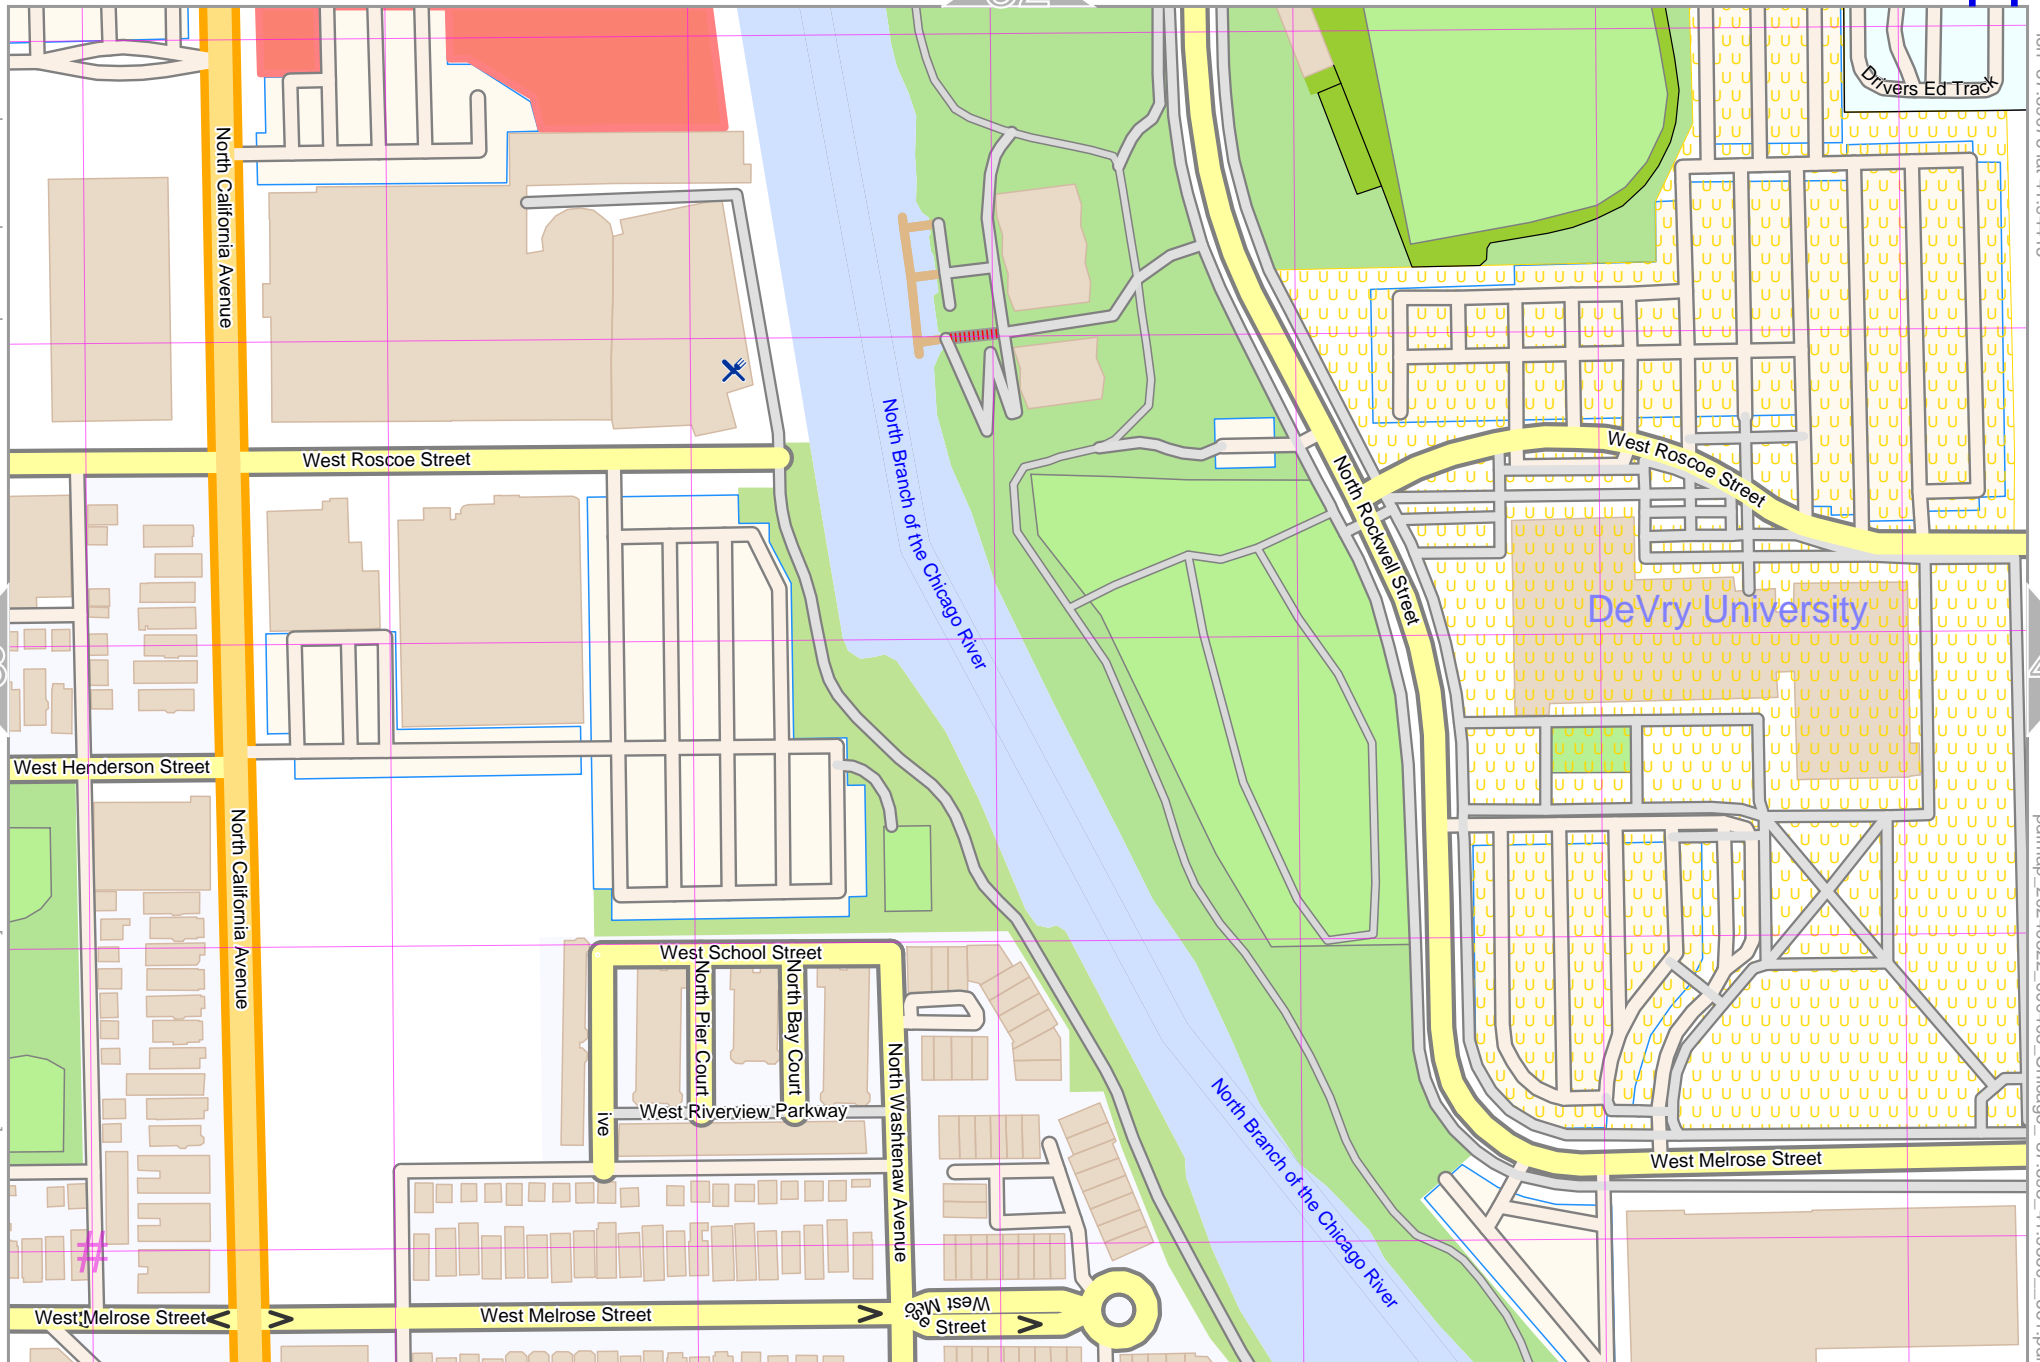 Drivers Ed Track
North California Avenue
West Roscoe Street
North Branch of the Chicago River
West Roscoe Street
North Rockwell Street
DeVry University
West Henderson Street
North California Avenue
West School Street
North Pier Court
North Bay Court
West Riverview Parkway
ive
North Washtenaw Avenue
North Branch of the Chicago River
West Melrose Street
#
West Melrose Street
West Melrose Street
West M
se Street